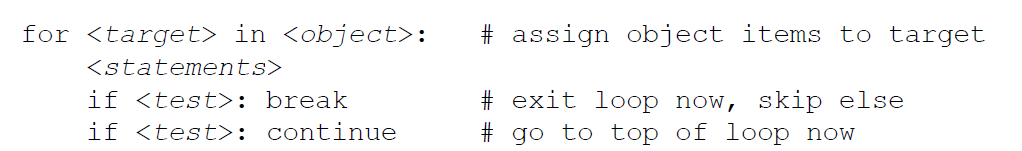 for <target> in <object>:   # assign object items to target
    <statements>
    if <test>: break         # exit loop now, skip else
    if <test>: continue      # go to top of loop now